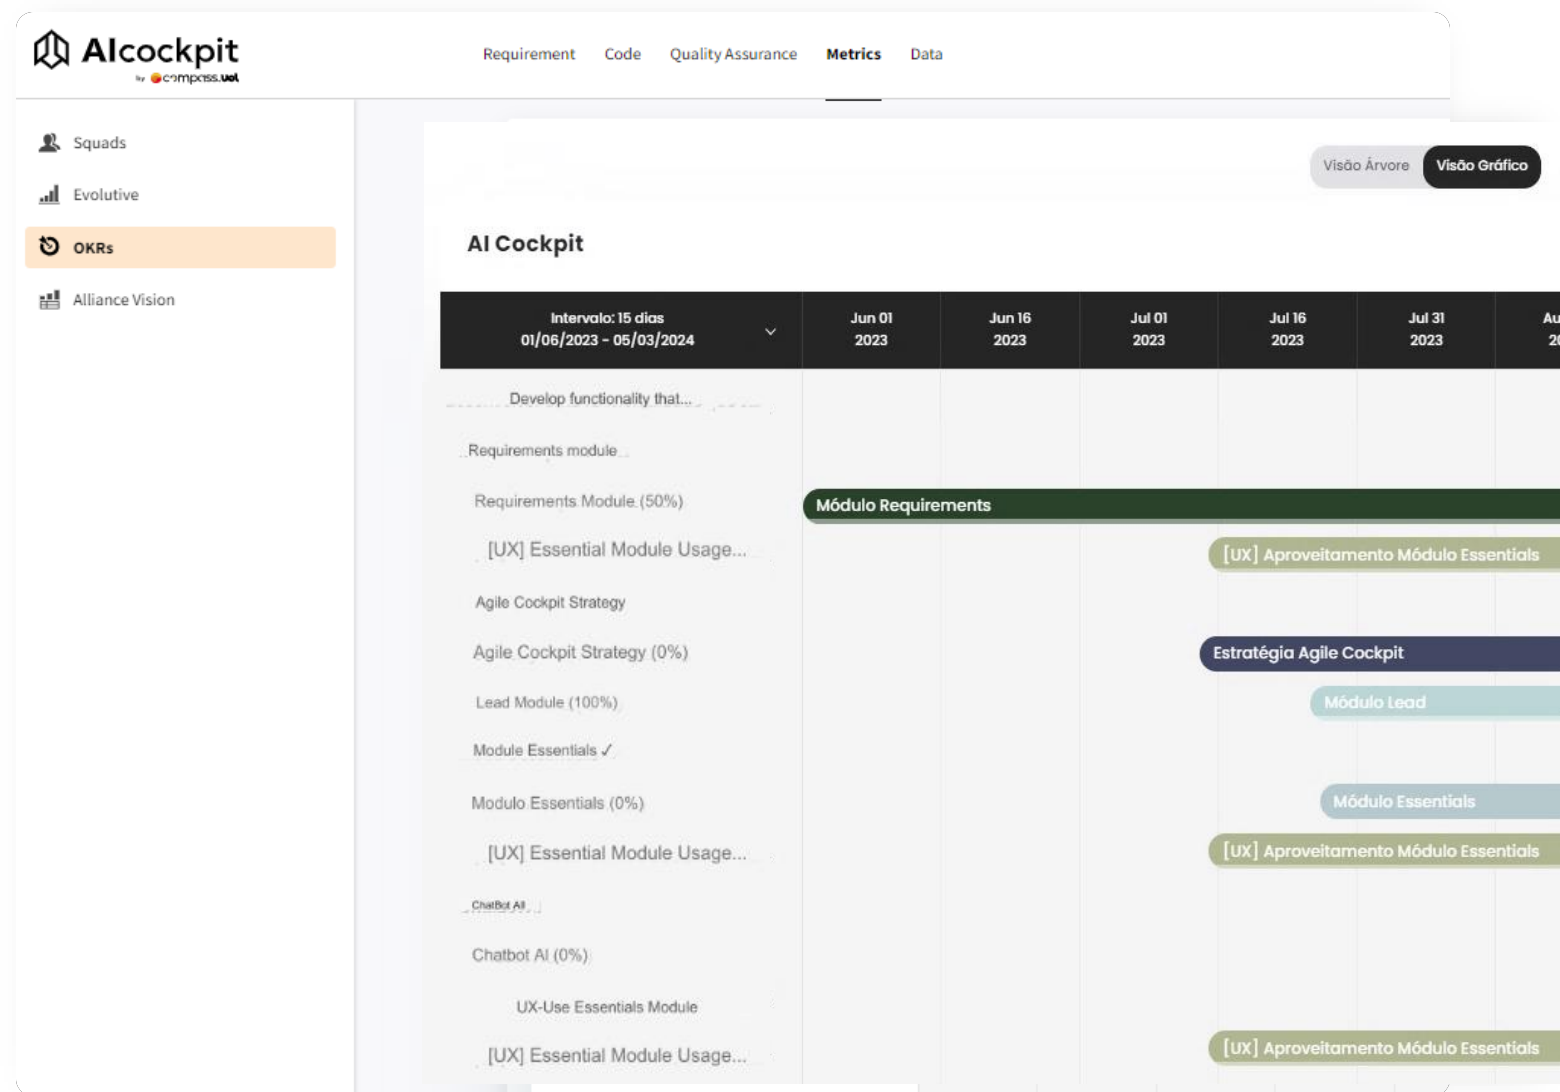 AIcockpit
by compass.uol
Requirement Code Quality Assurance Metrics Data
Squads
Evolutive
OKRs
Alliance Vision
Visão Árvore Visão Gráfico
AI Cockpit
Intervalo: 15 dias
01/06/2023 - 05/03/2024
Jun 01
2023
Jun 16
2023
Jul 01
2023
Jul 16
2023
Jul 31
2023
Develop functionality that...
Requirements module
Requirements Module (50%)
Módulo Requirements
[UX] Essential Module Usage...
[UX] Aproveitamento Módulo Essentials
Agile Cockpit Strategy
Agile Cockpit Strategy (0%)
Estratégia Agile Cockpit
Lead Module (100%)
Módulo Lead
Module Essentials ✓
Modulo Essentials (0%)
Módulo Essentials
[UX] Essential Module Usage...
[UX] Aproveitamento Módulo Essentials
ChatBot All
Chatbot AI (0%)
UX-Use Essentials Module
[UX] Essential Module Usage...
[UX] Aproveitamento Módulo Essentials